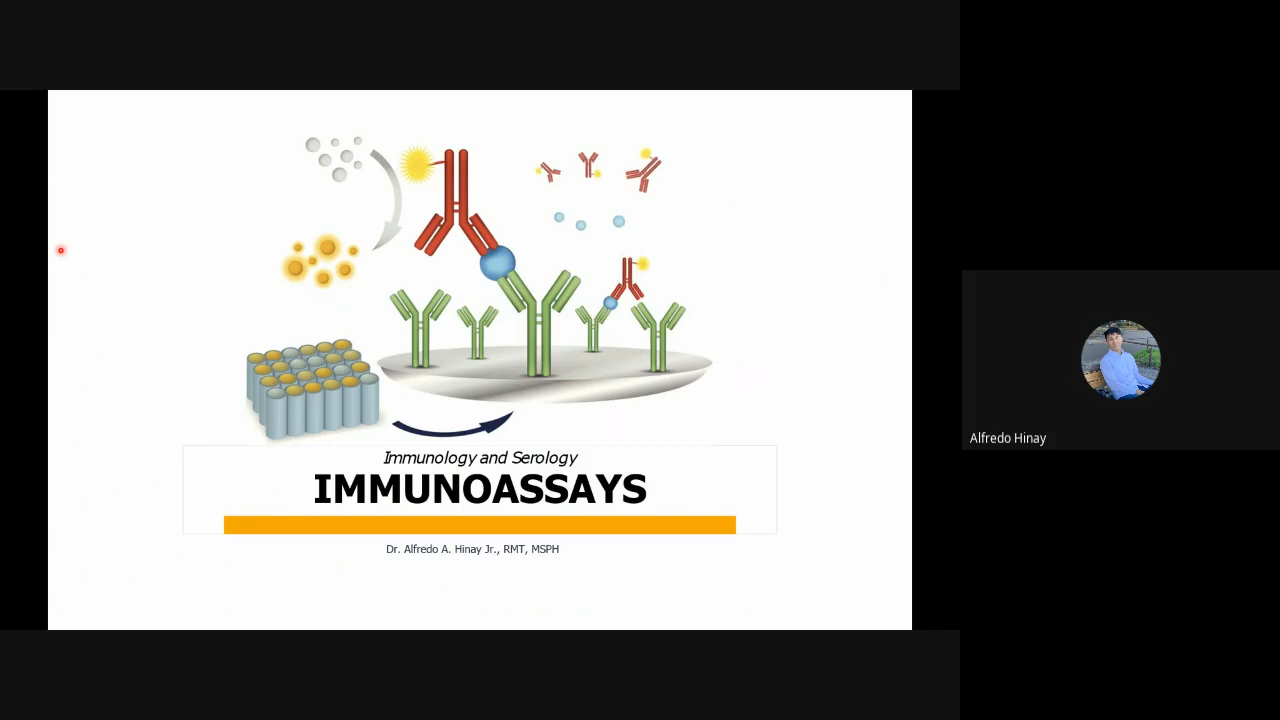 Immunology and Serology
IMMUNOASSAYS
Dr. Alfredo A. Hinay Jr., RMT, MSPH
Alfredo Hinay